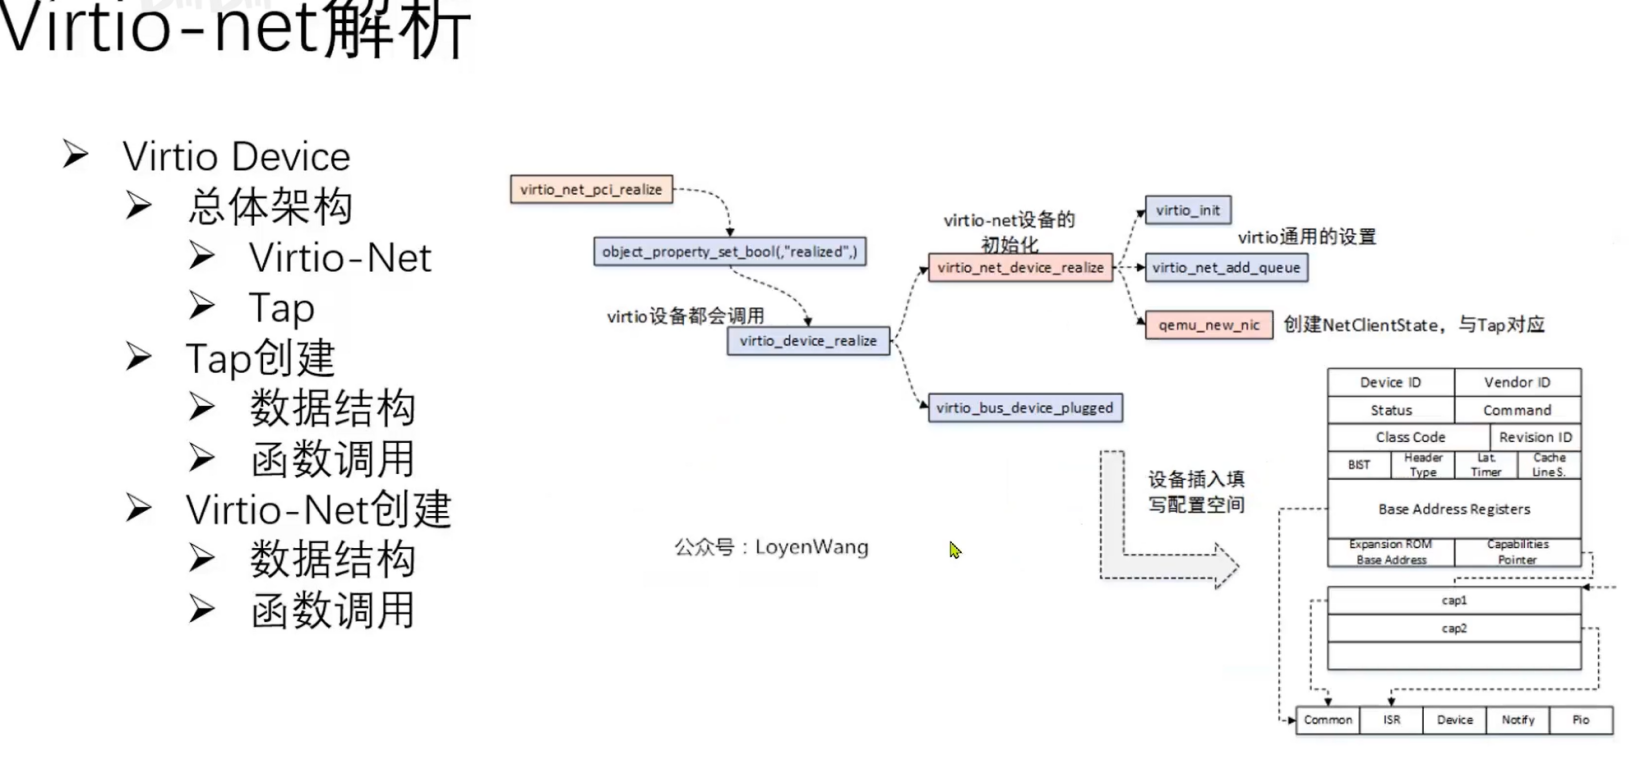 Virtio-net解析
Virtio Device
总体架构
Virtio-Net
Tap
Tap创建
数据结构
函数调用
Virtio-Net创建
数据结构
函数调用
virtio_net_pci_realize
object_property_set_bool(,"realized",)
virtio设备都会调用
virtio_device_realize
virtio-net设备的
初始化
virtio_net_device_realize
virtio_bus_device_plugged
virtio_init
virtio通用的设置
virtio_net_add_queue
qemu_new_nic
创建NetClientState，与Tap对应
设备插入填
写配置空间
公众号：LoyenWang
Device ID
Vendor ID
Status
Command
Class Code
Revision ID
BIST
Header
Type
Lat.
Timer
Cache
Line S.
Base Address Registers
Expansion ROM
Base Address
Capabilities
Pointer
cap1
cap2
Common
ISR
Device
Notify
Pio